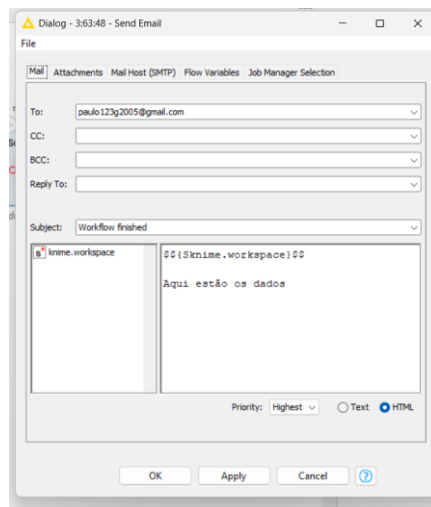 Dialog - 3:63:48 - Send Email
File
Mail Attachments Mail Host (SMTP) Flow Variables Job Manager Selection
To: paulo123g2005@gmail.com
CC:
BCC:
Reply To:
Subject: Workflow finished
s knime.workspace
$${Sknime.workspace}$$
Aqui estão os dados
Priority: Highest Text HTML
OK Apply Cancel ?